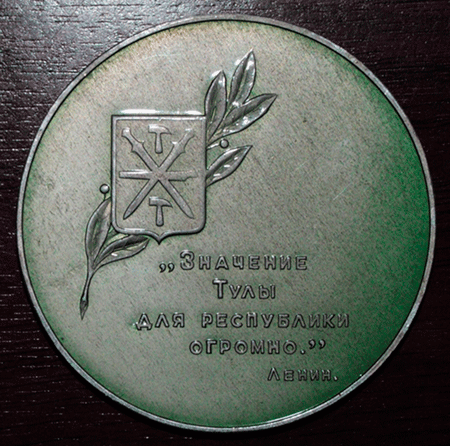 „Значение
Тулы
для республики
огромно.”
Ленин.